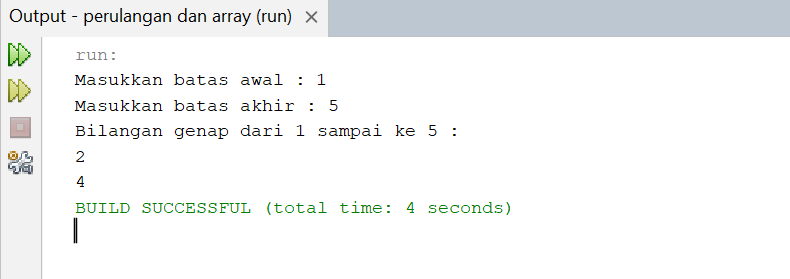 Output - perulangan dan array (run) ×
run:
Masukkan batas awal : 1
Masukkan batas akhir : 5
Bilangan genap dari 1 sampai ke 5 :
2
4
BUILD SUCCESSFUL (total time: 4 seconds)